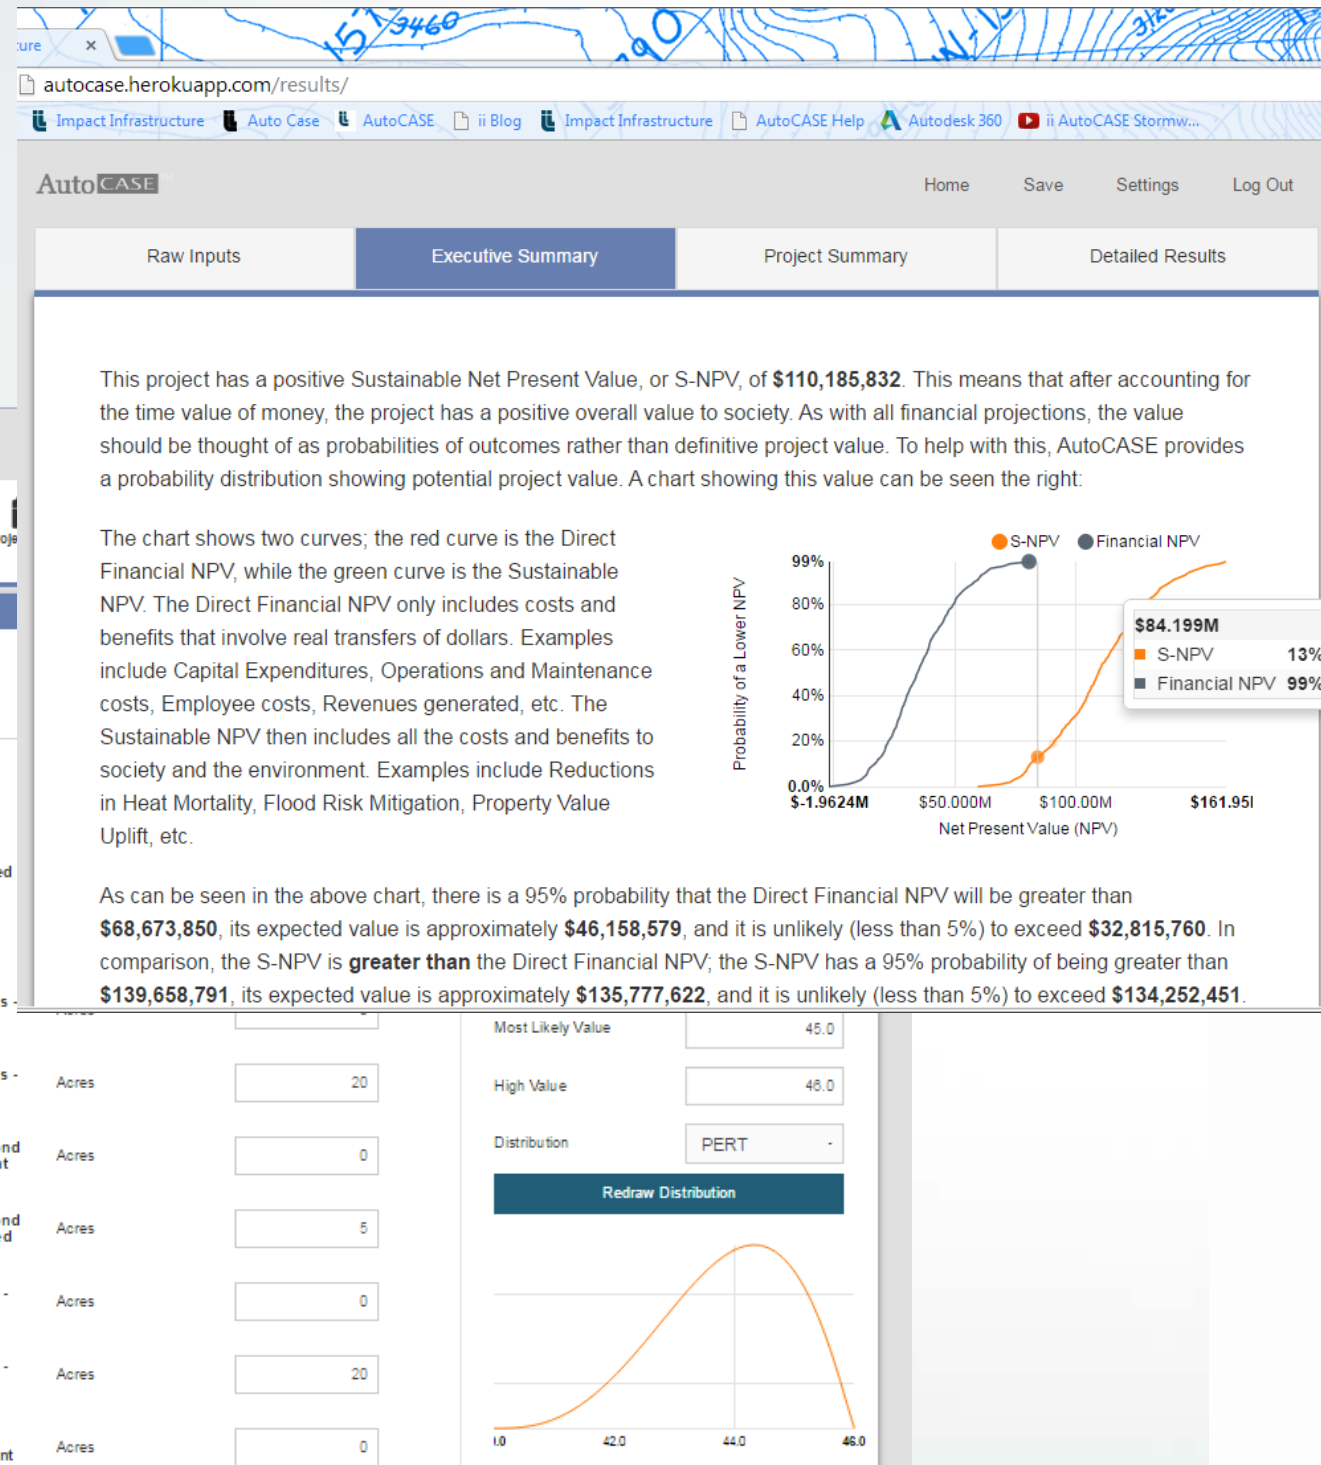 3460
ture
autocase.herokuapp.com/results/
Impact Infrastructure Auto Case AutoCASE ii Blog Impact Infrastructure AutoCASE Help Autodesk 360 ii AutoCASE Stormw...
AutoCASE Home Save Settings Log Out
Raw Inputs Executive Summary Project Summary Detailed Results
This project has a positive Sustainable Net Present Value, or S-NPV, of $110,185,832. This means that after accounting for
the time value of money, the project has a positive overall value to society. As with all financial projections, the value
should be thought of as probabilities of outcomes rather than definitive project value. To help with this, AutoCASE provides
a probability distribution showing potential project value. A chart showing this value can be seen the right:
The chart shows two curves; the red curve is the Direct
Financial NPV, while the green curve is the Sustainable
NPV. The Direct Financial NPV only includes costs and
benefits that involve real transfers of dollars. Examples
include Capital Expenditures, Operations and Maintenance
costs, Employee costs, Revenues generated, etc. The
Sustainable NPV then includes all the costs and benefits to
society and the environment. Examples include Reductions
in Heat Mortality, Flood Risk Mitigation, Property Value
Uplift, etc.
S-NPV Financial NPV
99%
80%
60%
40%
20%
0.0%
Probability of a Lower NPV
$84.199M
S-NPV 13%
Financial NPV 99%
$-1.9624M $50.000M $100.00M $161.95
Net Present Value (NPV)
As can be seen in the above chart, there is a 95% probability that the Direct Financial NPV will be greater than
$68,673,850, its expected value is approximately $46,158,579, and it is unlikely (less than 5%) to exceed $32,815,760. In
comparison, the S-NPV is greater than the Direct Financial NPV; the S-NPV has a 95% probability of being greater than
$139,658,791, its expected value is approximately $135,777,622, and it is unlikely (less than 5%) to exceed $134,252,451.
Most Likely Value 45.0
Acres 20
High Value 46.0
Acres 0
Distribution PERT
Redraw Distribution
Acres 5
Acres 0
Acres 20
Acres 0
42.0 44.0 46.0